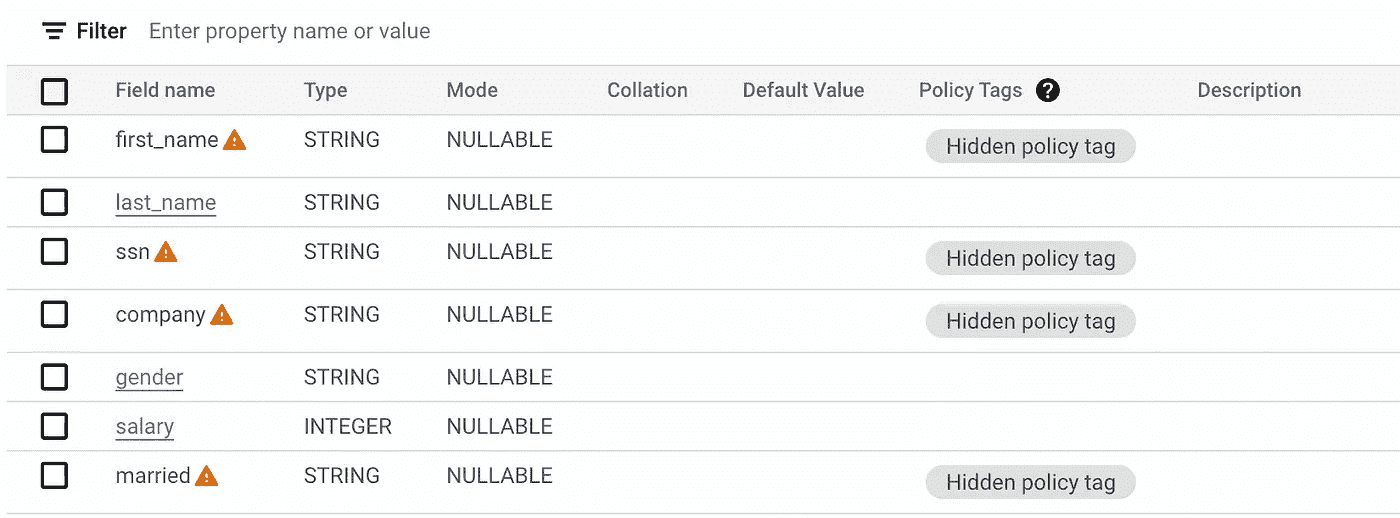 Filter Enter property name or value
Field name Type Mode Collation Default Value Policy Tags ? Description
first_name STRING NULLABLE Hidden policy tag
last_name STRING NULLABLE
ssn STRING NULLABLE Hidden policy tag
company STRING NULLABLE Hidden policy tag
gender STRING NULLABLE
salary INTEGER NULLABLE
married STRING NULLABLE Hidden policy tag